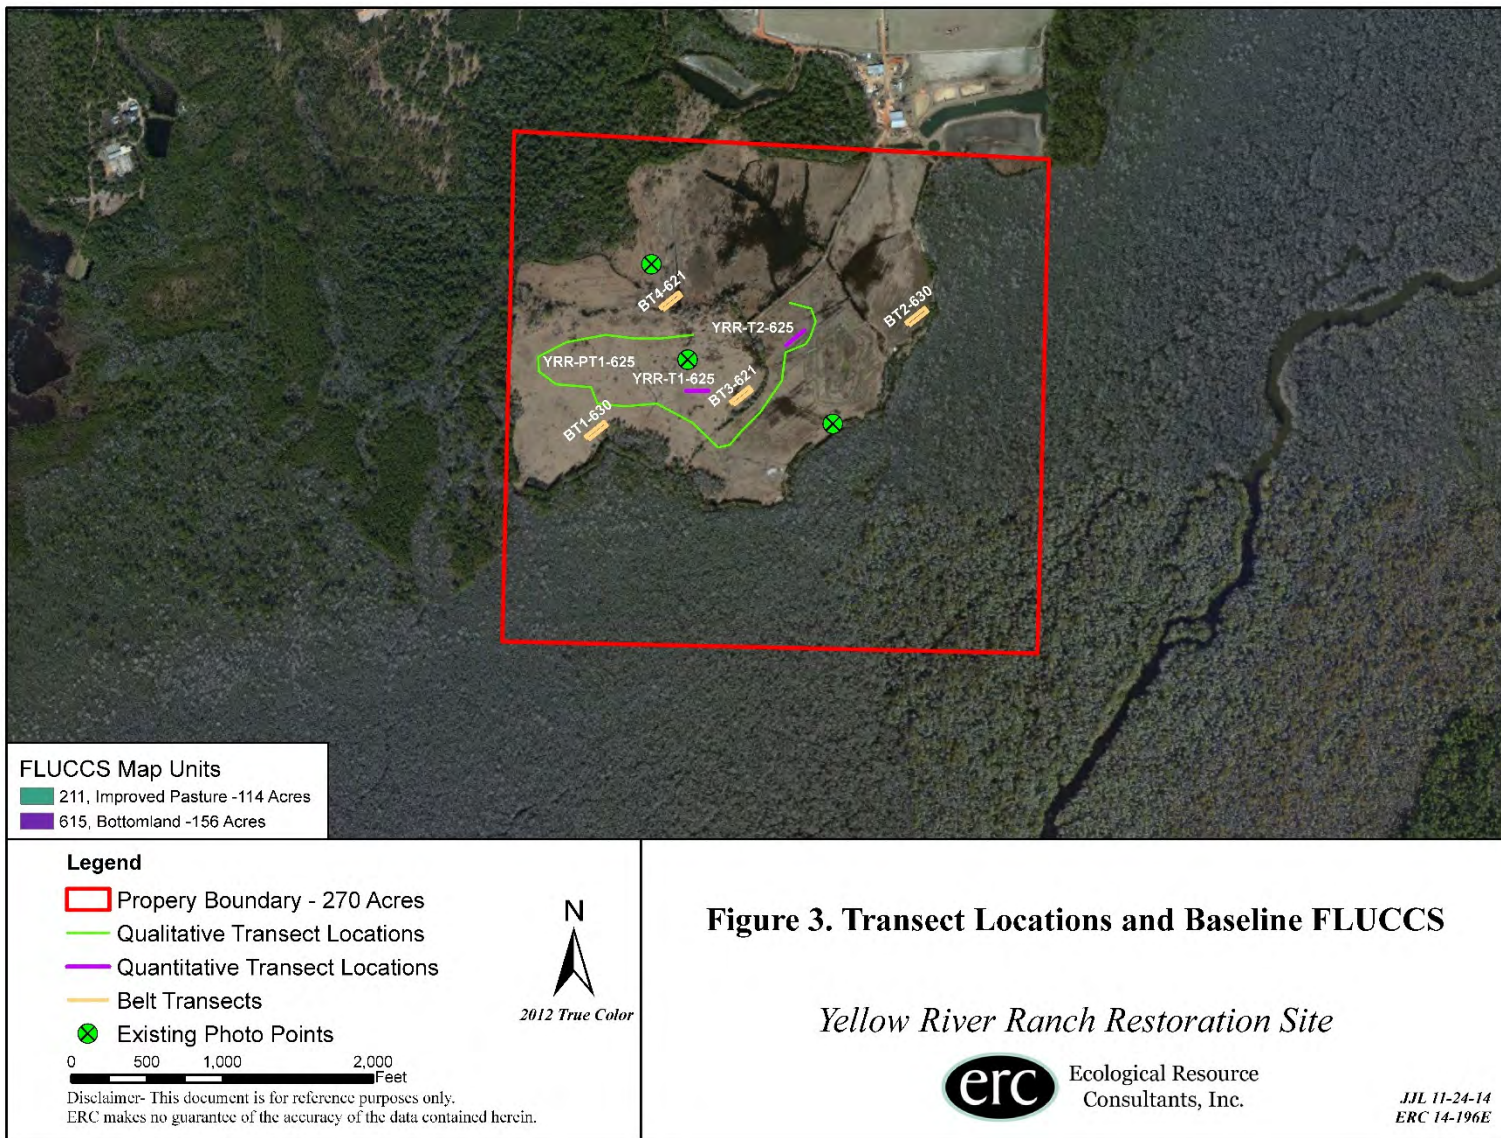 BT4-621
BT2-630
YRR-T2-625
YRR-PT1-625
YRR-T1-625
BT3-621
BT1-630
FLUCCS Map Units
211, Improved Pasture -114 Acres
615, Bottomland -156 Acres
Legend
Propery Boundary - 270 Acres
Qualitative Transect Locations
Quantitative Transect Locations
Belt Transects
Existing Photo Points
0 500 1,000 2,000
Feet
Disclaimer- This document is for reference purposes only.
ERC makes no guarantee of the accuracy of the data contained herein.
N
2012 True Color
Figure 3. Transect Locations and Baseline FLUCCS
Yellow River Ranch Restoration Site
erc
Ecological Resource
Consultants, Inc.
JJL 11-24-14
ERC 14-196E